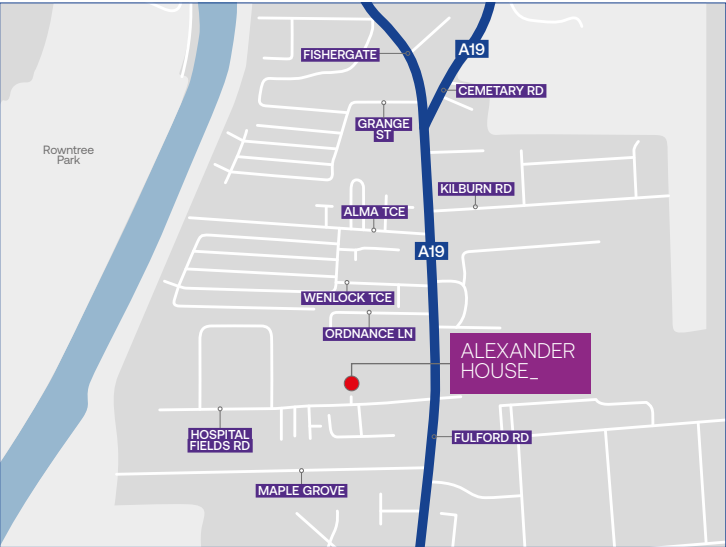 FISHERGATE
A19
CEMETARY RD
GRANGE
ST
Rowntree
Park
KILBURN RD
ALMA TCE
A19
WENLOCK TCE
ORDNANCE LN
ALEXANDER
HOUSE_
HOSPITAL
FIELDS RD
FULFORD RD
MAPLE GROVE